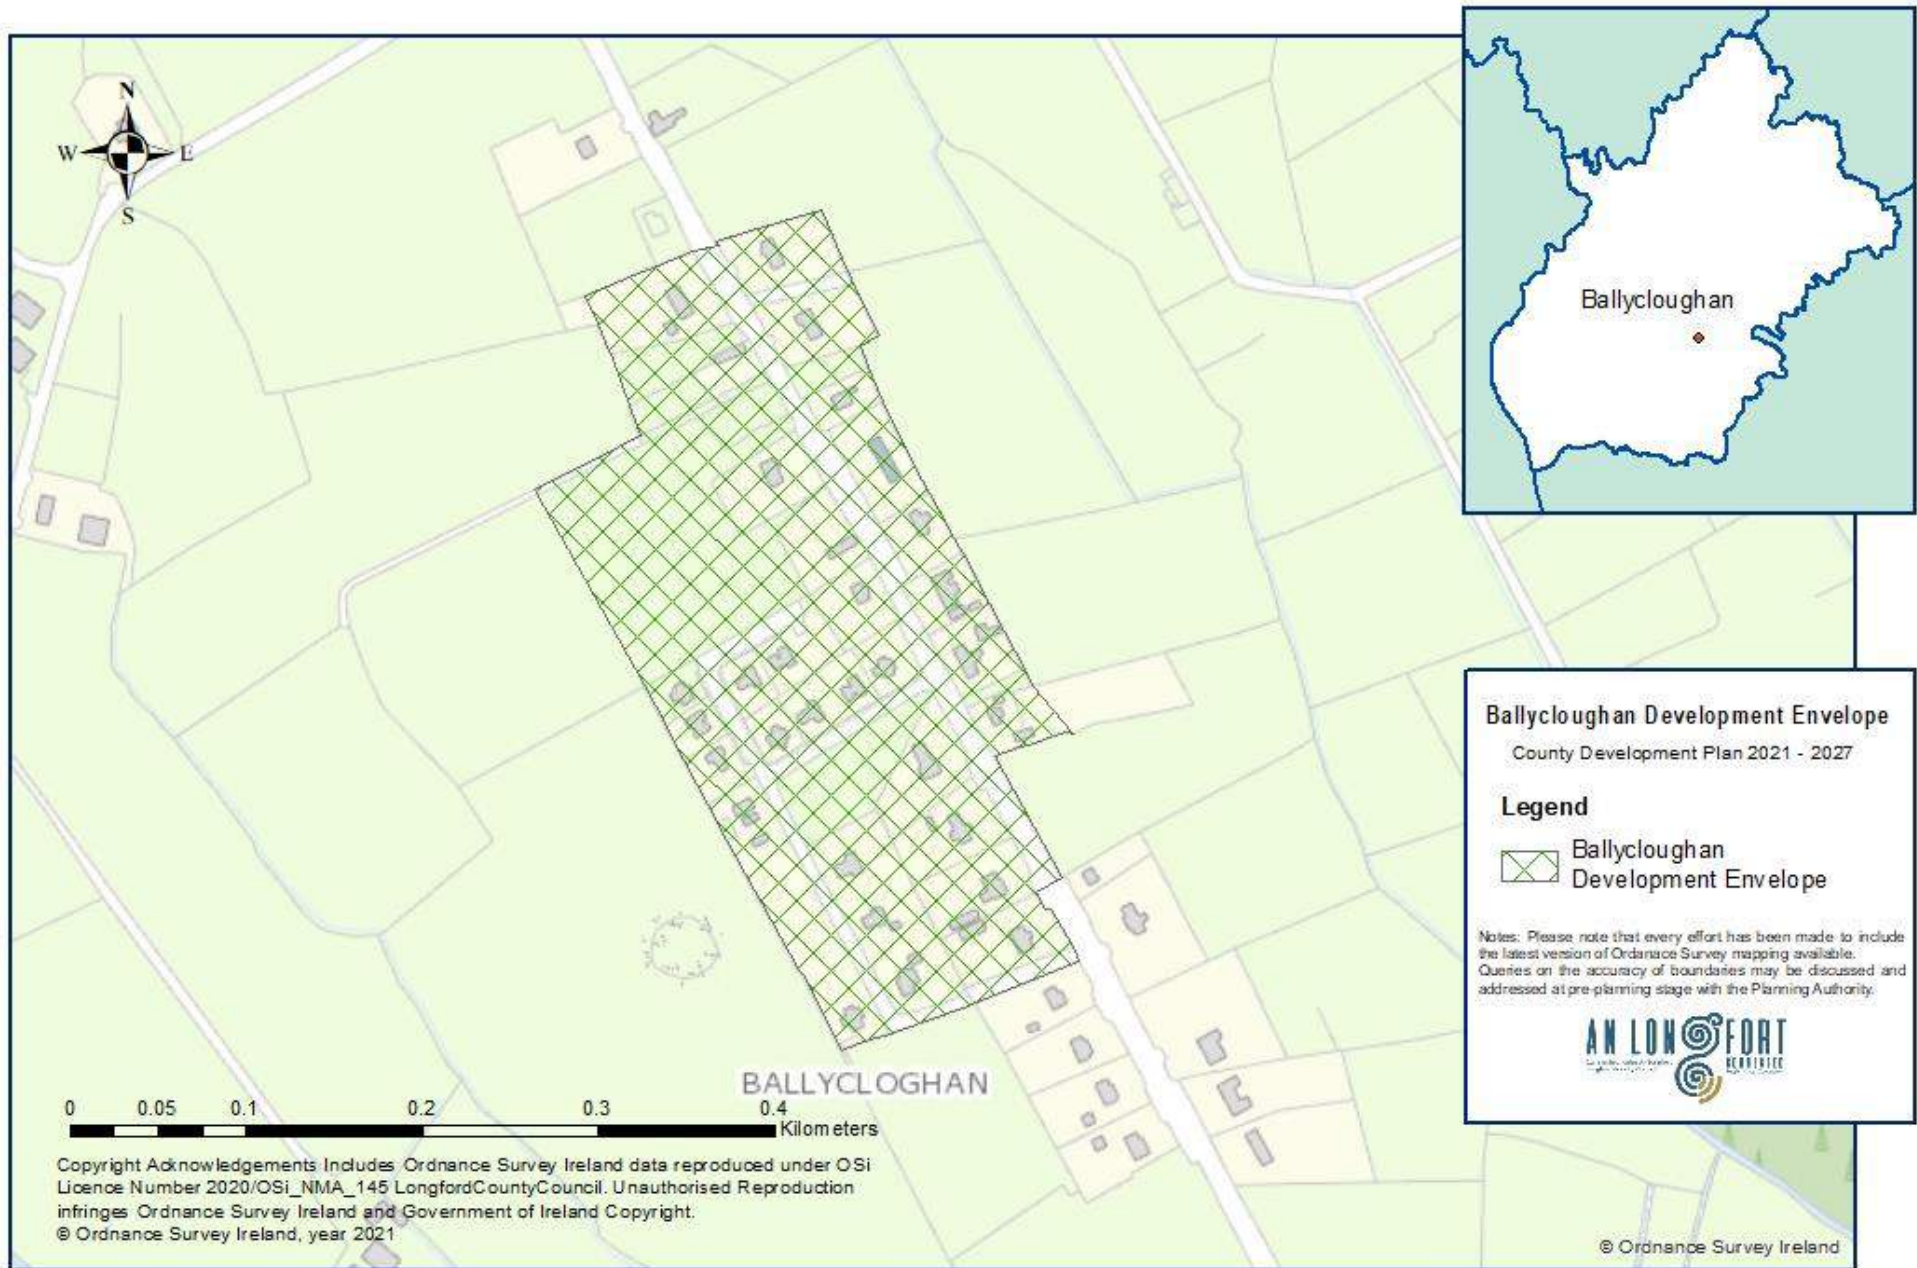 N
W E
S
Ballycloughan
Ballycloughan Development Envelope
County Development Plan 2021 - 2027
Legend
Ballycloughan
Development Envelope
Notes: Please note that every effort has been made to include
the latest version of Ordanace Survey mapping available.
Queries on the accuracy of boundaries may be discussed and
addressed at pre-planning stage with the Planning Authority.
AN LONGFORT
BALLYCLOGHAN
0 0.05 0.1 0.2 0.3 0.4
Kilometers
Copyright Acknowledgements Includes Ordnance Survey Ireland data reproduced under OSi
Licence Number 2020/OSi_NMA_145 LongfordCountyCouncil. Unauthorised Reproduction
infringes Ordnance Survey Ireland and Government of Ireland Copyright.
© Ordnance Survey Ireland, year 2021
© Ordnance Survey Ireland